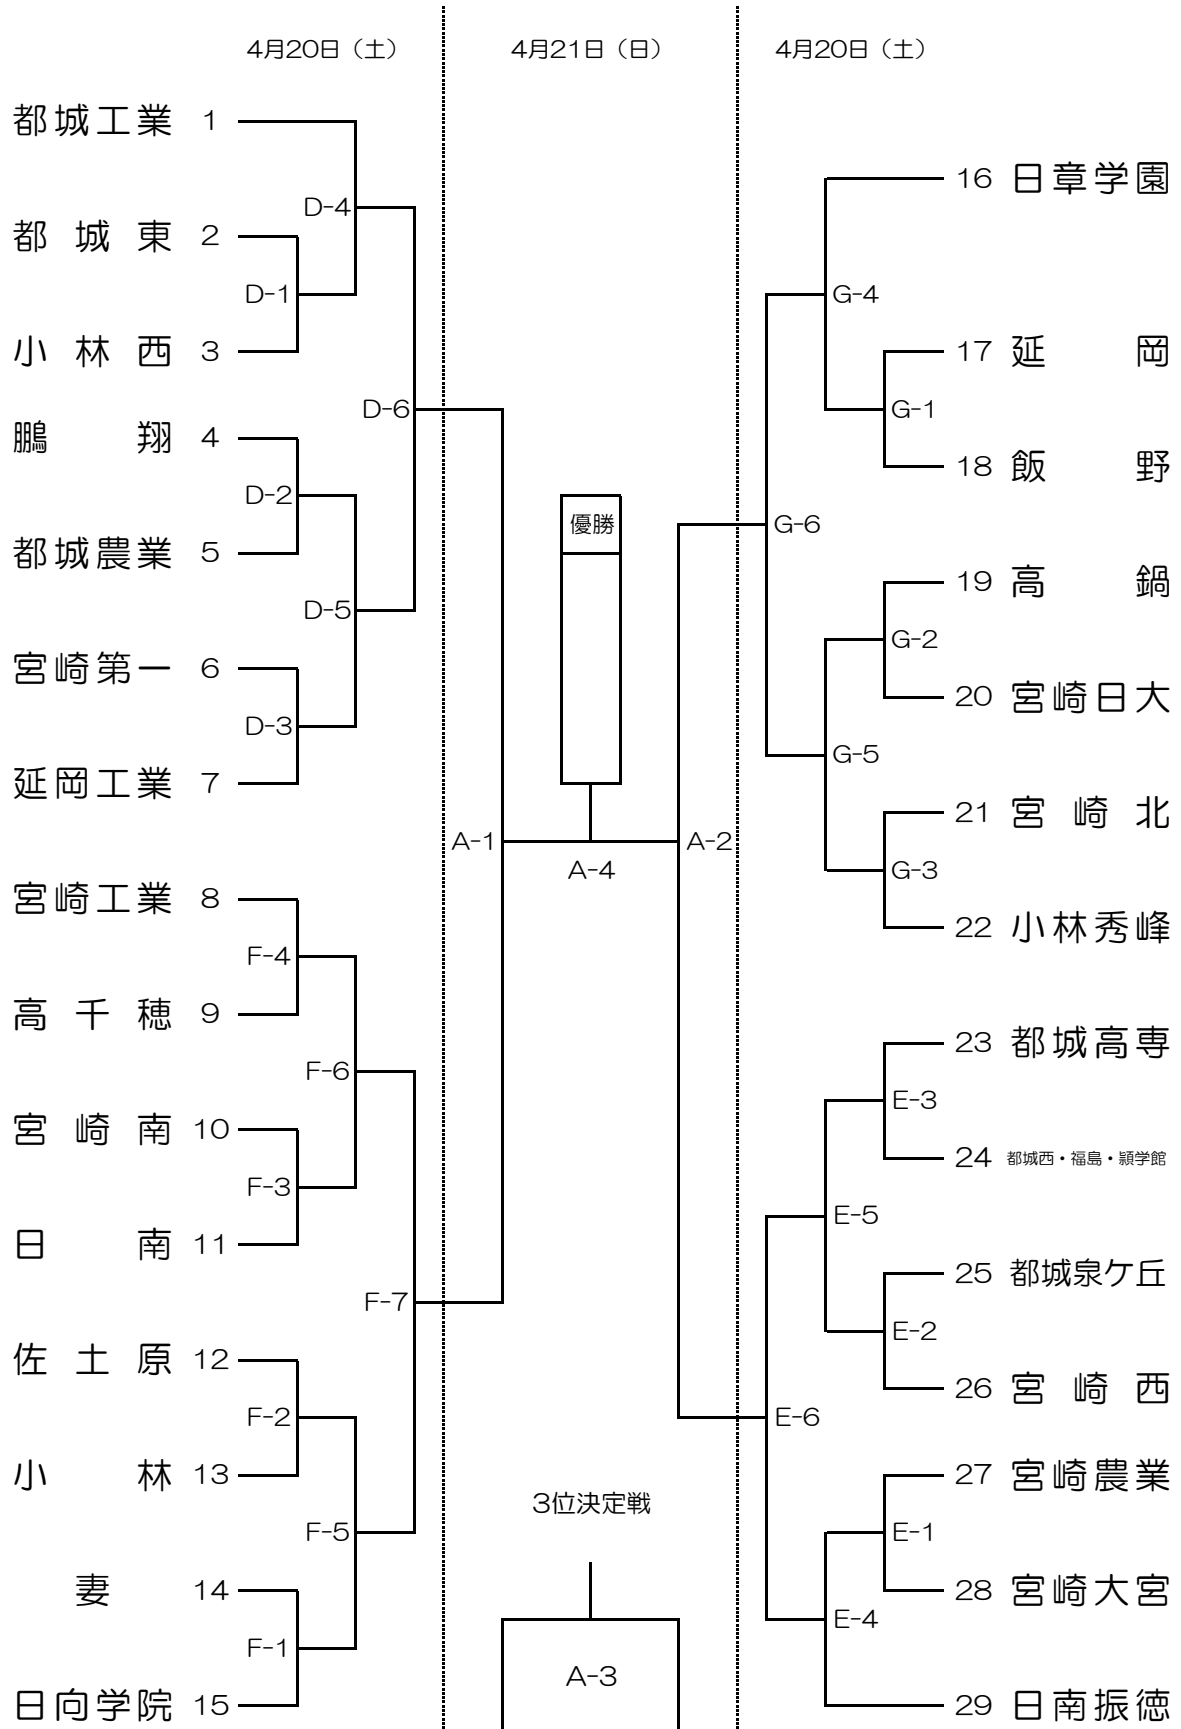 4月20日（土）
4月21日（日）
4月20日（土）
都城工業 1
都城東 2
小林西 3
鵬翔 4
都城農業 5
宮崎第一 6
延岡工業 7
宮崎工業 8
高千穂 9
宮崎南 10
日南 11
佐土原 12
小林 13
妻 14
日向学院 15
D-4
D-1
D-6
D-2
D-5
D-3
F-4
F-6
F-3
F-7
F-2
F-5
F-1
優勝
A-1
A-4
A-2
3位決定戦
A-3
G-4
G-1
G-6
G-2
G-5
G-3
E-3
E-5
E-2
E-6
E-1
E-4
16 日章学園
17 延岡
18 飯野
19 高鍋
20 宮崎日大
21 宮崎北
22 小林秀峰
23 都城高専
24 都城西・福島・頴学館
25 都城泉ケ丘
26 宮崎西
27 宮崎農業
28 宮崎大宮
29 日南振徳